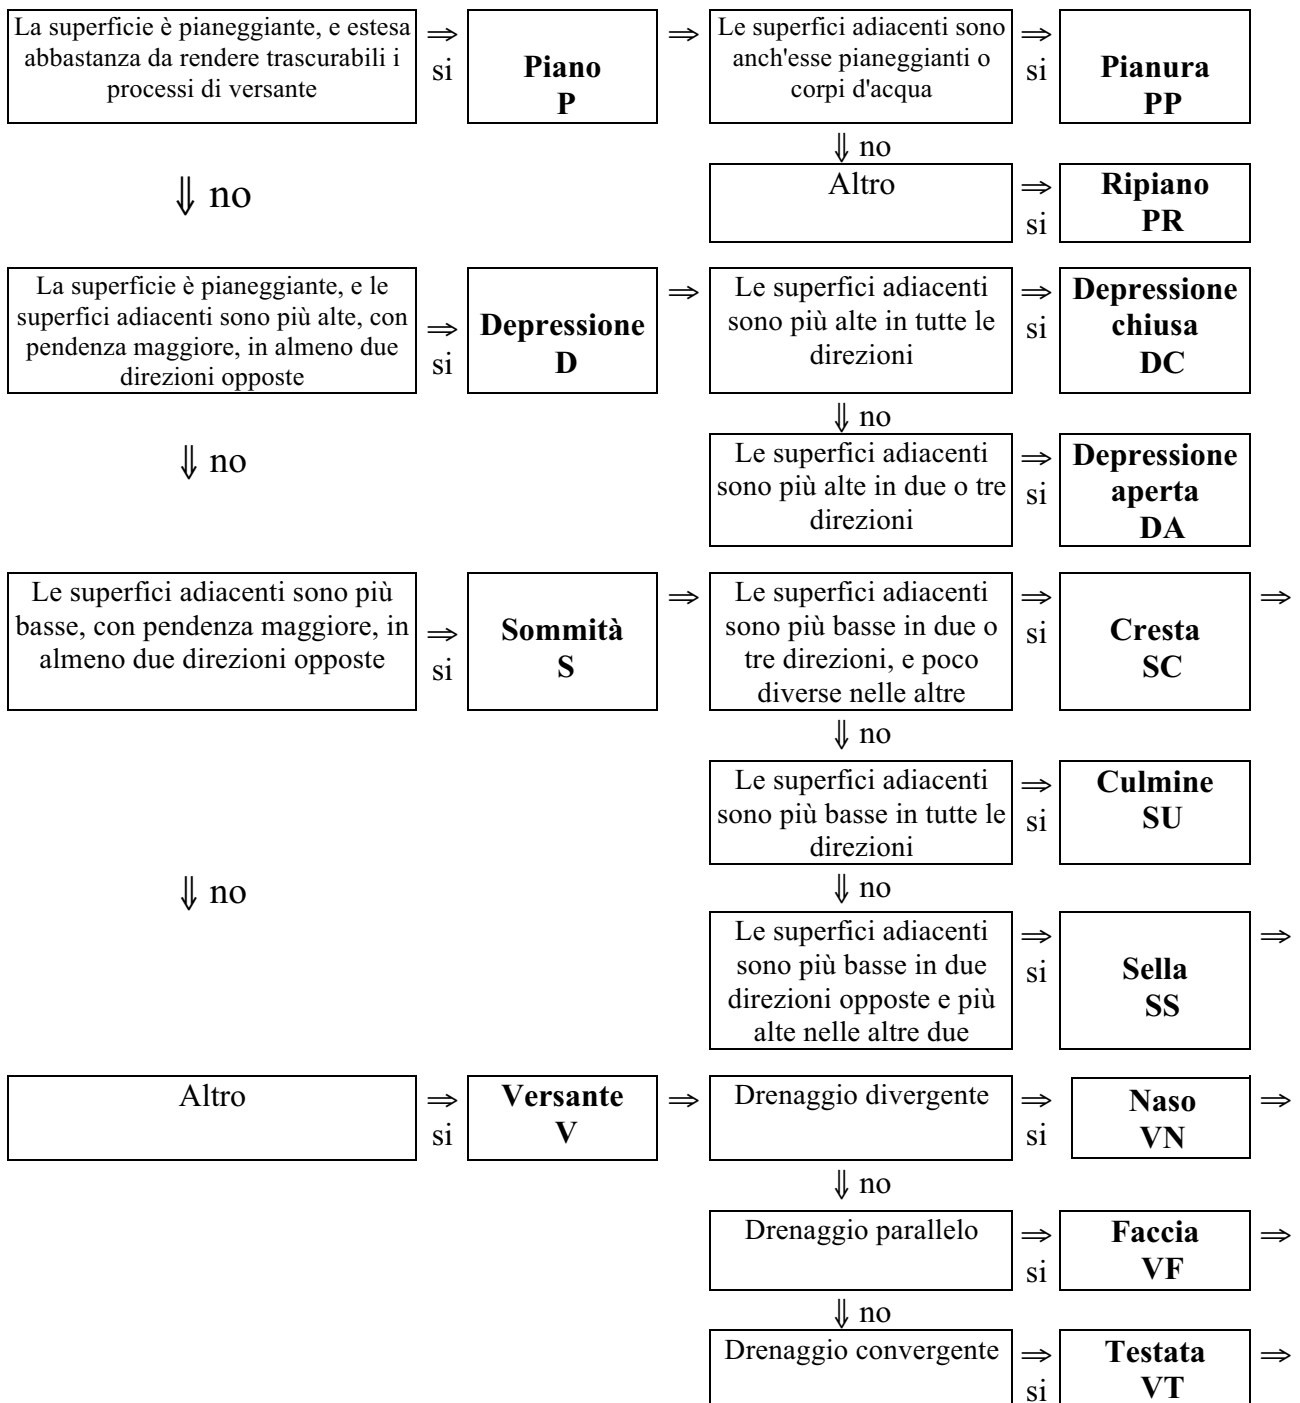 La superficie è pianeggiante, e estesa
abbastanza da rendere trascurabili i
processi di versante
⇒
si
Piano
P
⇒
Le superfici adiacenti sono
anch'esse pianeggianti o
corpi d'acqua
⇒
si
Pianura
PP
⇓ no
⇓ no
Altro
⇒
si
Ripiano
PR
La superficie è pianeggiante, e le
superfici adiacenti sono più alte, con
pendenza maggiore, in almeno due
direzioni opposte
⇒
si
Depressione
D
⇒
Le superfici adiacenti
sono più alte in tutte le
direzioni
⇒
si
Depressione
chiusa
DC
⇓ no
⇓ no
Le superfici adiacenti
sono più alte in due o tre
direzioni
⇒
si
Depressione
aperta
DA
Le superfici adiacenti sono più
basse, con pendenza maggiore, in
almeno due direzioni opposte
⇒
si
Sommità
S
⇒
Le superfici adiacenti
sono più basse in due o
tre direzioni, e poco
diverse nelle altre
⇒
si
Cresta
SC
⇒
⇓ no
Le superfici adiacenti
sono più basse in tutte le
direzioni
⇒
si
Culmine
SU
⇓ no
⇓ no
Le superfici adiacenti
sono più basse in due
direzioni opposte e più
alte nelle altre due
⇒
si
Sella
SS
⇒
Altro
⇒
si
Versante
V
⇒
Drenaggio divergente
⇒
si
Naso
VN
⇒
⇓ no
Drenaggio parallelo
⇒
si
Faccia
VF
⇒
⇓ no
Drenaggio convergente
⇒
si
Testata
VT
⇒